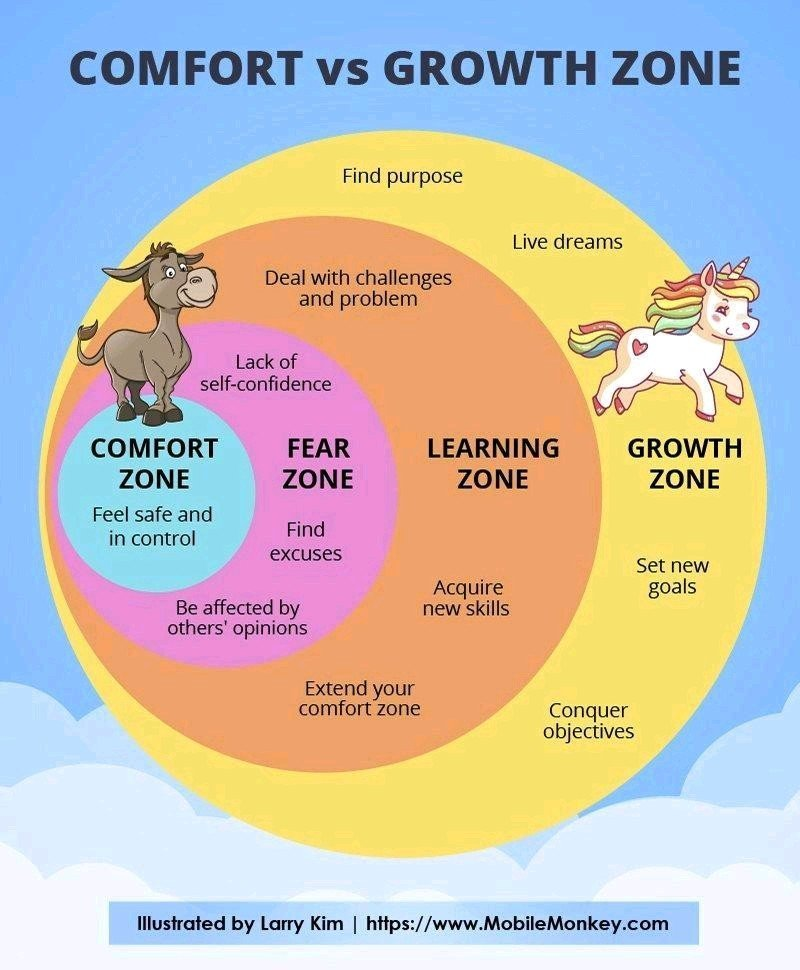 COMFORT vs GROWTH ZONE
Find purpose
Live dreams
Deal with challenges
and problem
Lack of
self-confidence
COMFORT
ZONE
Feel safe and
in control
FEAR
ZONE
Find
excuses
Be affected by
others' opinions
LEARNING
ZONE
Acquire
new skills
Extend your
comfort zone
GROWTH
ZONE
Set new
goals
Conquer
objectives
Illustrated by Larry Kim | https://www.MobileMonkey.com